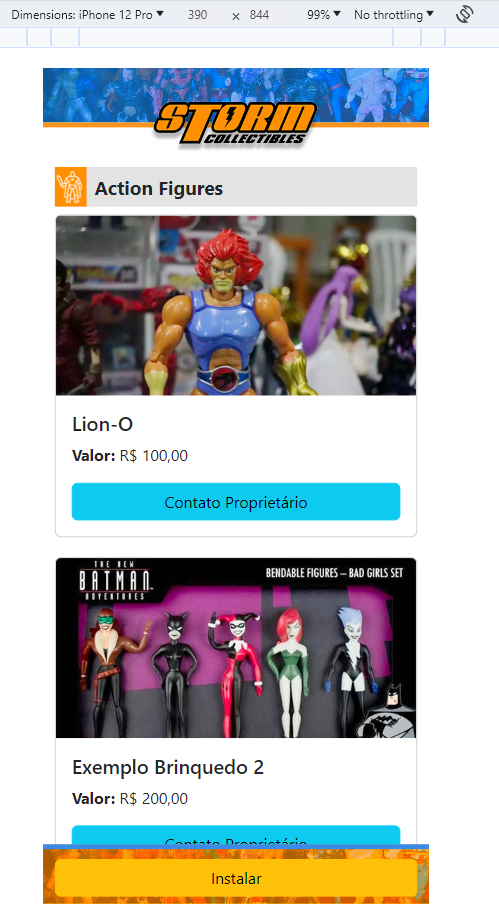 Dimensions: iPhone 12 Pro 390 × 844 99% No throttling
STORM
COLLECTIBLES
Action Figures
Lion-O
Valor: R$ 100,00
Contato Proprietário
THE NEW
BATMAN
ADVENTURES
BENDABLE FIGURES – BAD GIRLS SET
Exemplo Brinquedo 2
Valor: R$ 200,00
Contato Proprietário
Instalar